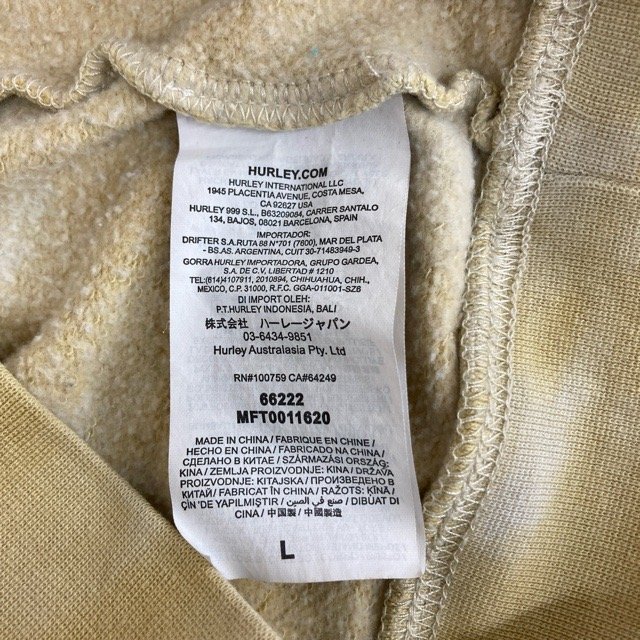 HURLEY.COM
HURLEY INTERNATIONAL LLC
1945 PLACENTIA AVENUE, COSTA MESA,
CA 92627 USA
HURLEY 999 S.L., B63209084, CARRER SANTALO
134, BAJOS, 08021 BARCELONA, SPAIN
IMPORTADOR:
DRIFTER S.A. RUTA 88 N°701 (7600), MAR DEL PLATA
- BS.AS. ARGENTINA, CUIT 30-71483949-3
GORRA HURLEY IMPORTADORA, GRUPO GARDEA,
S.A. DE C.V, LIBERTAD # 1210
TEL:(614)4107911, 2010894, CHIHUAHUA, CHIH.,
MEXICO, C.P. 31000, R.F.C. GGA-011001-SZ6
DI IMPORT OLEH:
P.T.HURLEY INDONESIA, BALI
株式会社 ハーレージャパン
03-6434-9851
Hurley Australasia Pty. Ltd
RN#100759 CA#64249
66222
MFT0011620
MADE IN CHINA / FABRIQUE EN CHINE /
HECHO EN CHINA / FABRICADO NA CHINA /
СДЕЛАНО В КИТАЕ / SZÁRMAZÁSI ORSZÁG:
KINA / ZEMLJA PROIZVODNJE: KINA / DRŽAVA
PROIZVODNJE: KITAJSKA / ПРОИЗВЕДЕНО В
КИТАЙ / FABRICAT ÎN CHINA / RAŽOTS: ĶĪNA /
ÇİN 'DE YAPILMIŞTIR / صنع في الصين / DIBUAT DI
CINA / 中国製 / 中國製造
L